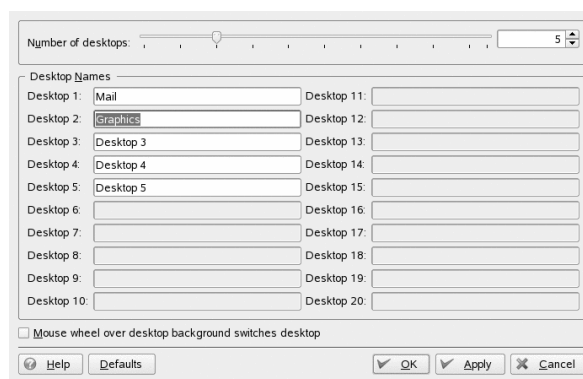 Number of desktops: 5
Desktop Names
Desktop 1: Mail
Desktop 2: Graphics
Desktop 3: Desktop 3
Desktop 4: Desktop 4
Desktop 5: Desktop 5
Desktop 6:
Desktop 7:
Desktop 8:
Desktop 9:
Desktop 10:
Desktop 11:
Desktop 12:
Desktop 13:
Desktop 14:
Desktop 15:
Desktop 16:
Desktop 17:
Desktop 18:
Desktop 19:
Desktop 20:
Mouse wheel over desktop background switches desktop
Help Defaults OK Apply Cancel